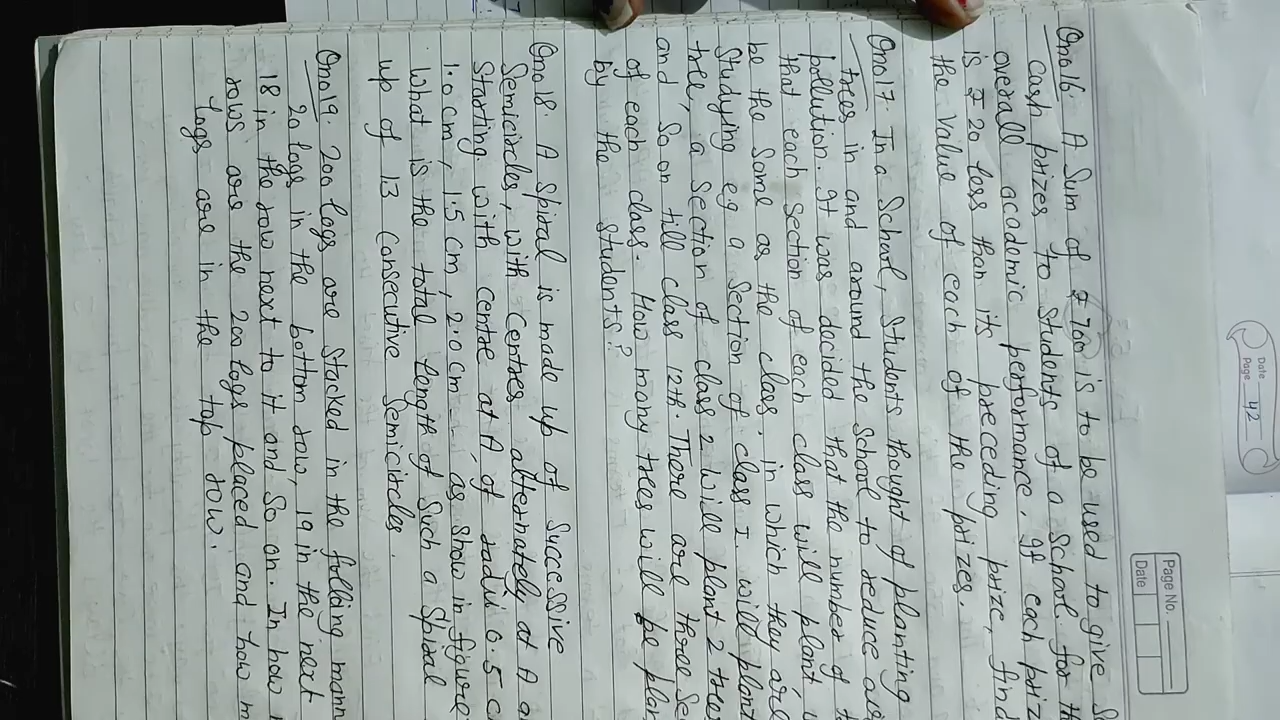 Date
Page 42
Page No.
Date
Qno 16. A Sum of ₹ 700 is to be used to give S
cash prizes to Students of a School for th
overall academic performance. If each priz
is ₹ 20 less than its preceding prize, find
the value of each of the prizes.
Qno 17. In a School, Students thought of planting
trees in and around the School to reduce air
pollution. It was decided that the number of t
that each Section of each class will plant w
be the Some as the class, in which they are
Studying eg a Section of class I will plant
tree, a Section of class 2 will plant 2 trees
and So on till class 12th. There are three Sec
of each class. How many trees will be plan
by the Students?
Qno 18. A Spiral is made up of Successive
Semicircles, with Centres alternately at A an
Starting with centre at A, of radii 0.5 c
1.0 cm, 1.5 cm, 2.0 cm - - as Show in figure
What is the total length of Such a Spiral
up of 13 Consecutive Semicircles.
Qno 19. 200 logs are Stacked in the folling mann
20 logs in the bottom row, 19 in the next
18 in the row next to it and So on. In how
rows are the 200 logs placed and how m
logs are in the top row.